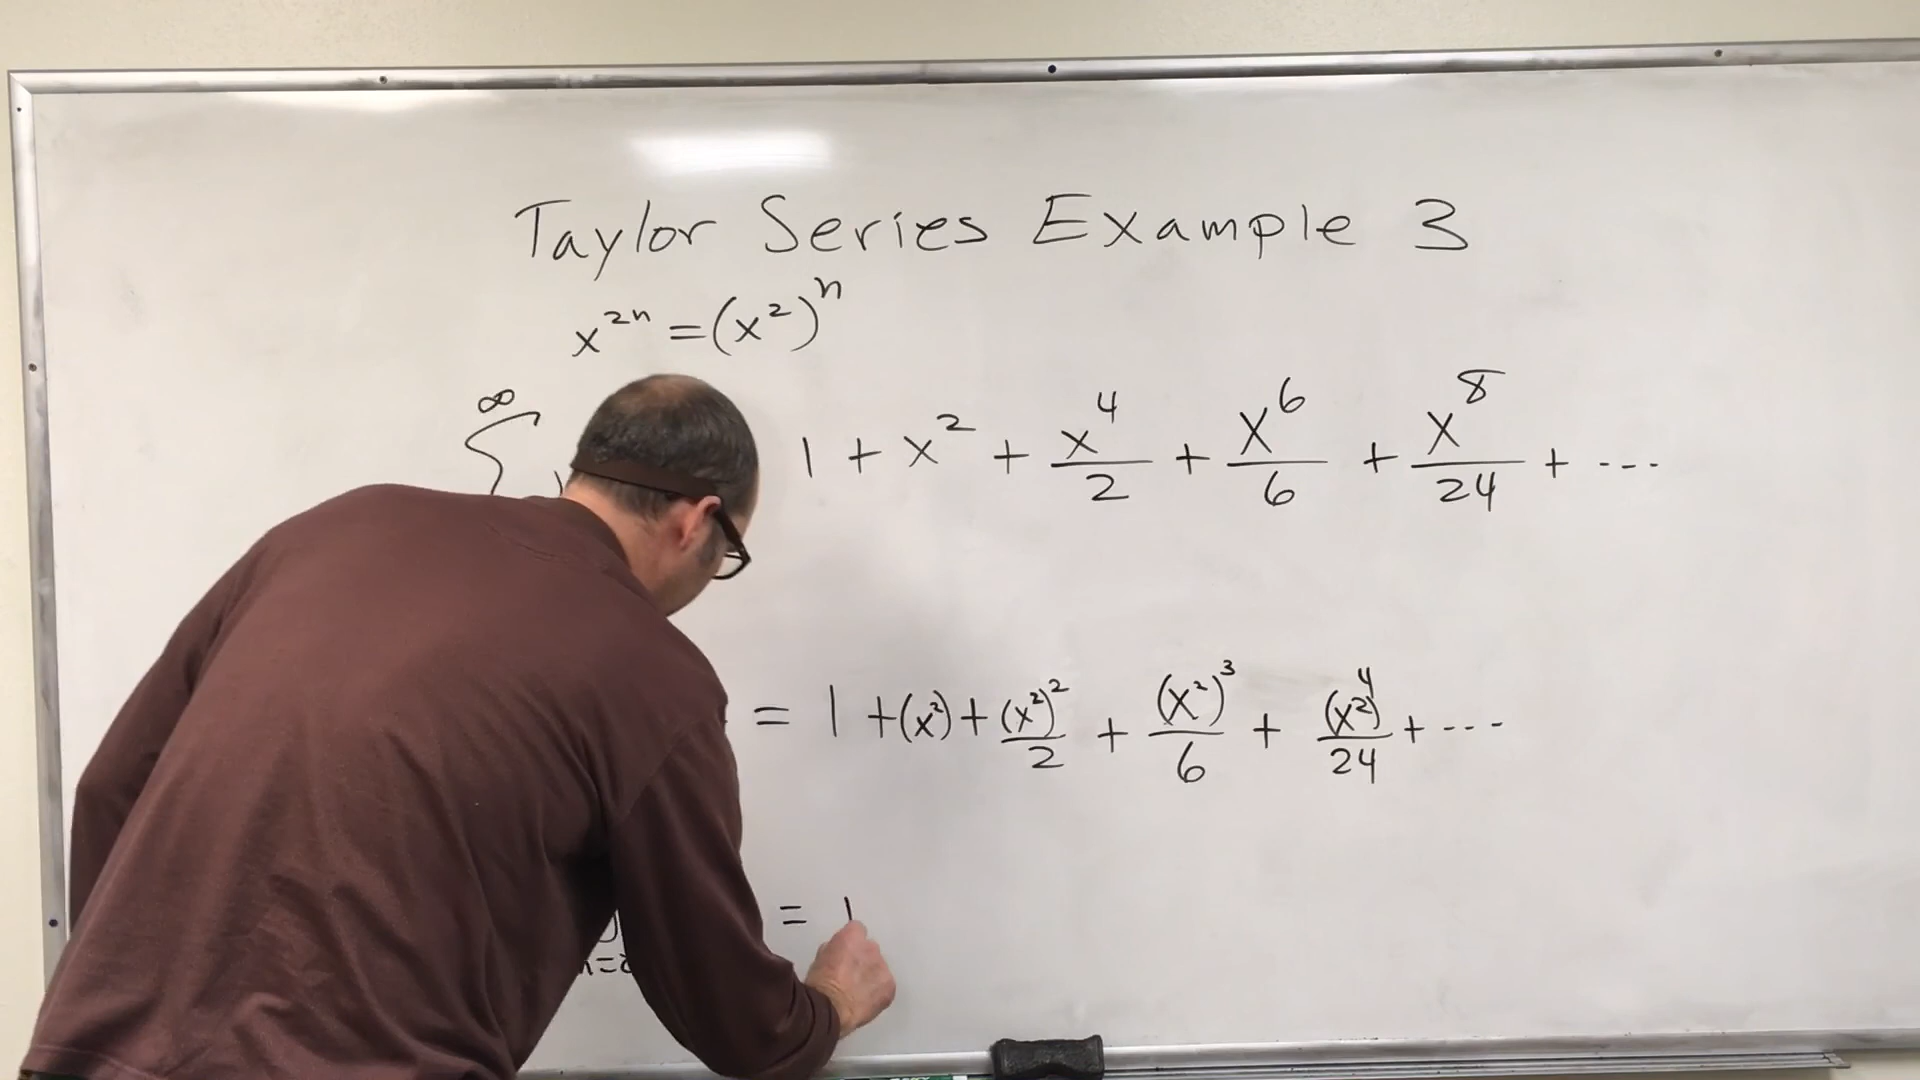 Taylor Series Example 3
x^{2n} = (x^2)^n
∞
∑ 1 + x^2 + x^4/2 + x^6/6 + x^8/24 + ---
= 1 + (x^2) + (x^2)^2/2 + (x^2)^3/6 + (x^2)^4/24 + ----
= 1
n=0